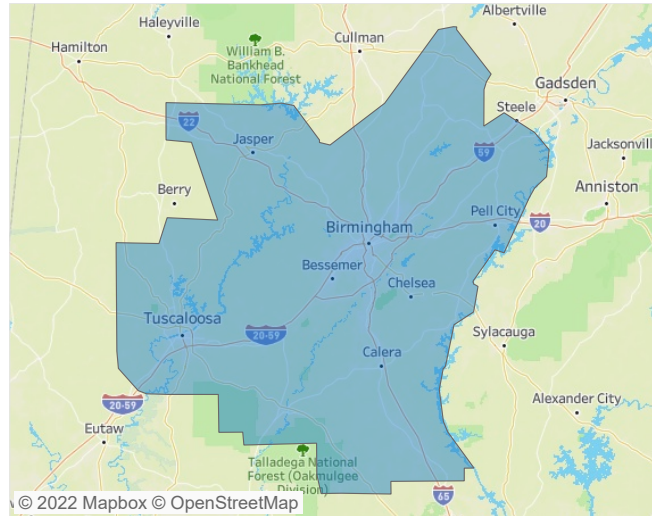 Haleyville
Albertville
Hamilton
Cullman
William B.
Bankhead
National Forest
Gadsden
Steele
22
Jasper
59
Jacksonville
Berry
Anniston
Pell City
20
Birmingham
Bessemer
Chelsea
Tuscaloosa
20-59
Sylacauga
Calera
20-59
Alexander City
Eutaw
Talladega National
Forest (Oakmulgee
Division)
65
© 2022 Mapbox © OpenStreetMap